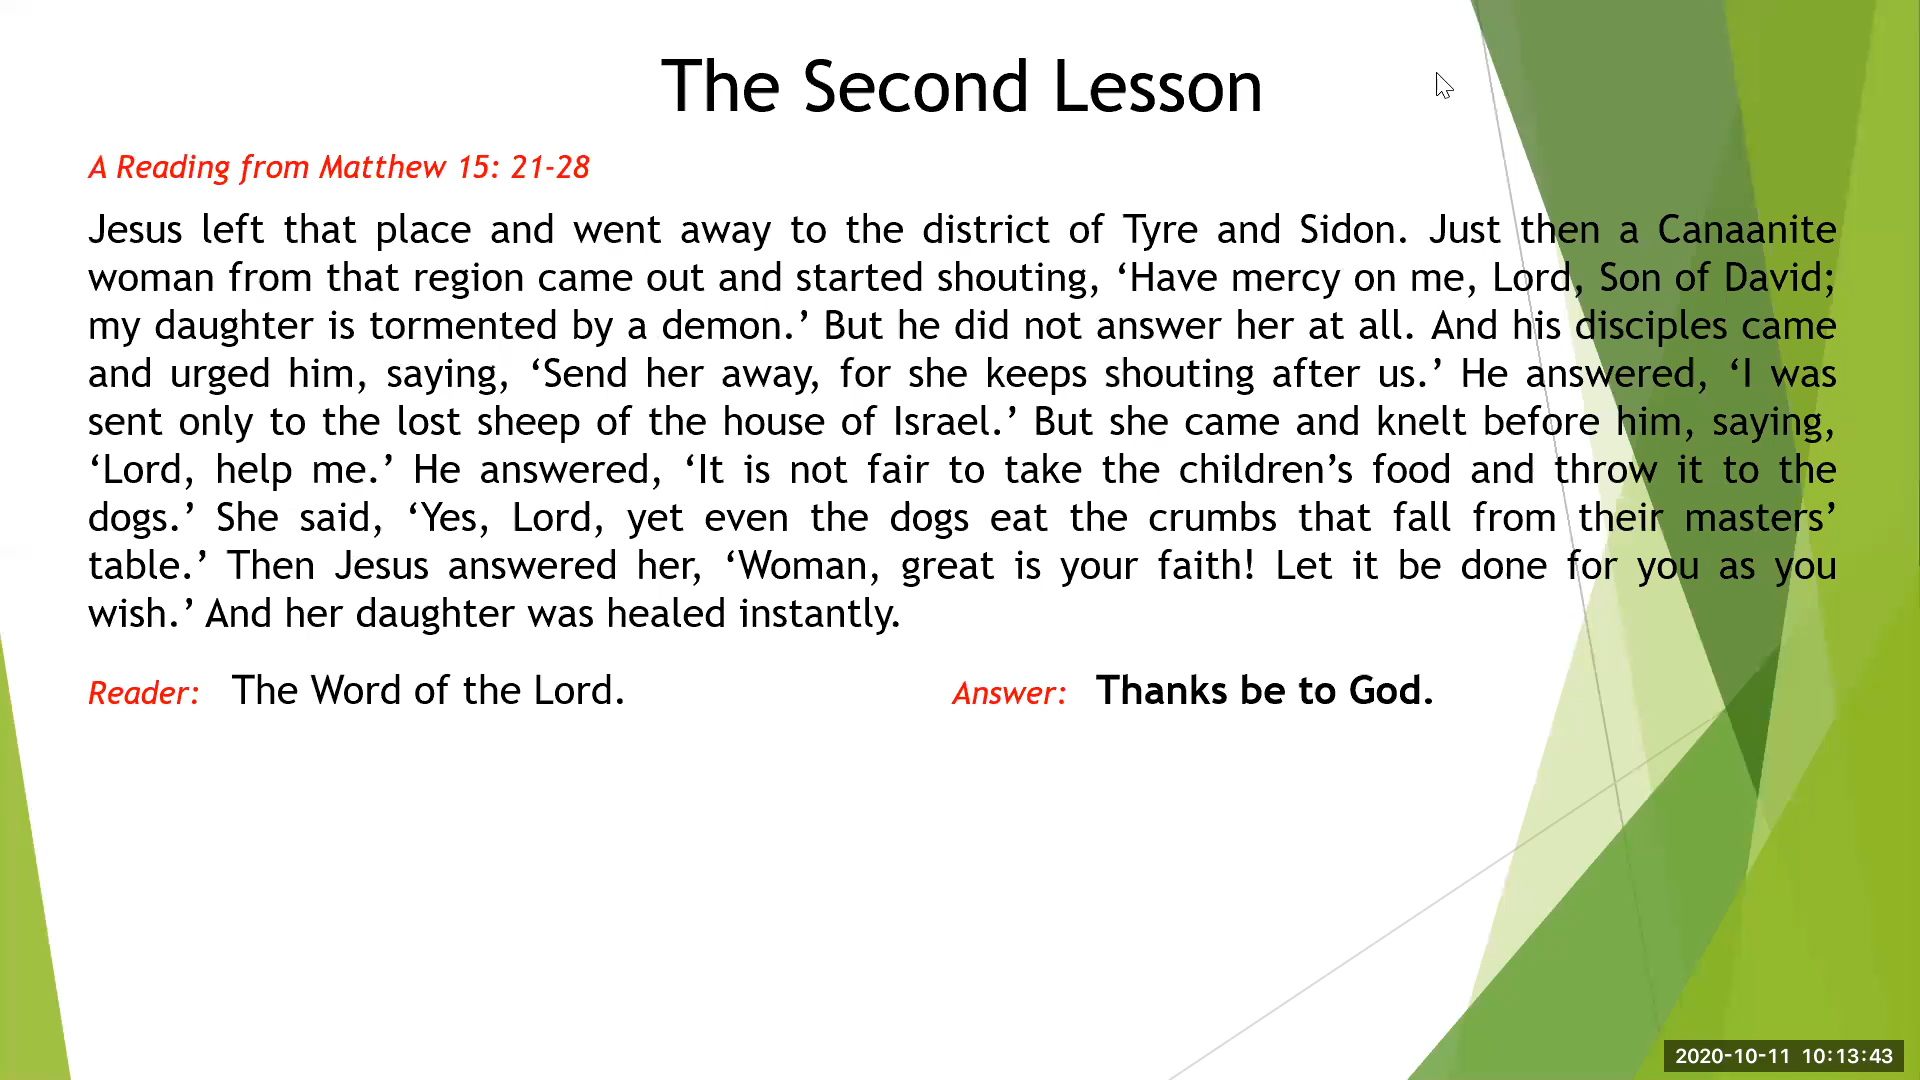 The Second Lesson
A Reading from Matthew 15: 21-28
Jesus left that place and went away to the district of Tyre and Sidon. Just then a Canaanite
woman from that region came out and started shouting, ‘Have mercy on me, Lord, Son of David;
my daughter is tormented by a demon.’ But he did not answer her at all. And his disciples came
and urged him, saying, ‘Send her away, for she keeps shouting after us.’ He answered, ‘I was
sent only to the lost sheep of the house of Israel.’ But she came and knelt before him, saying,
‘Lord, help me.’ He answered, ‘It is not fair to take the children’s food and throw it to the
dogs.’ She said, ‘Yes, Lord, yet even the dogs eat the crumbs that fall from their masters’
table.’ Then Jesus answered her, ‘Woman, great is your faith! Let it be done for you as you
wish.’ And her daughter was healed instantly.
Reader: The Word of the Lord. Answer: Thanks be to God.
2020-10-11 10:13:43